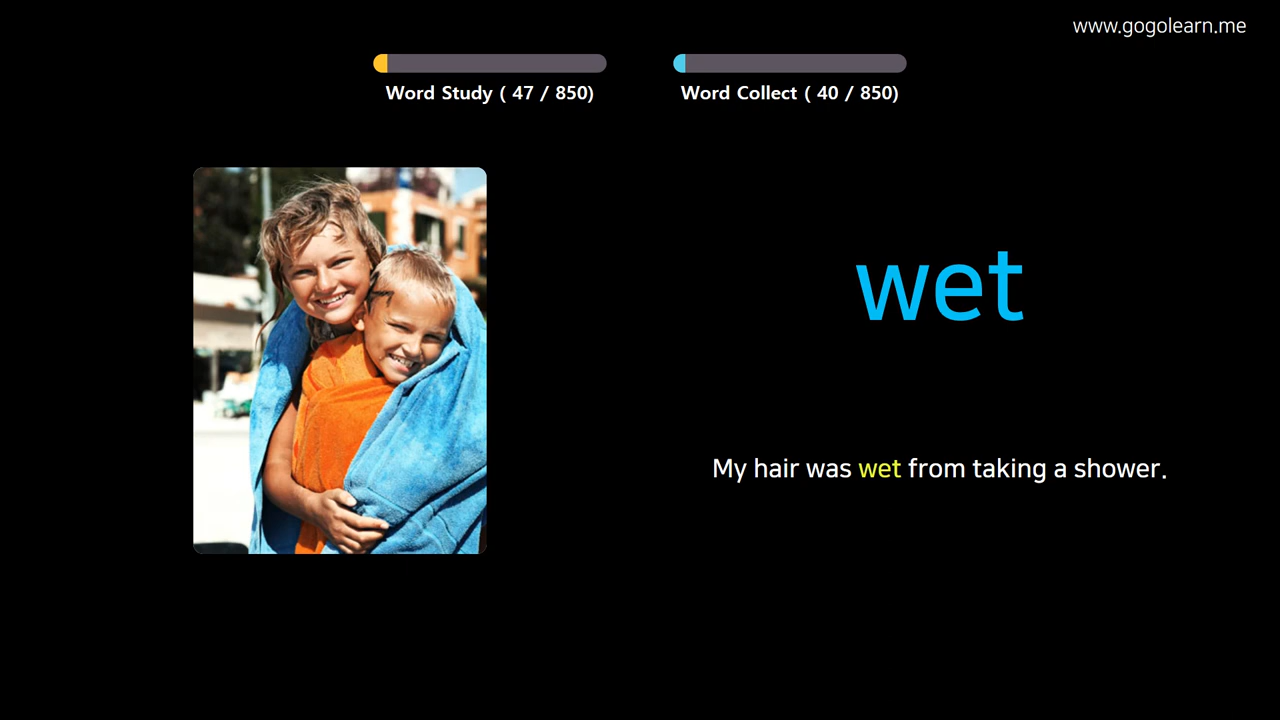 www.gogolearn.me
Word Study ( 47 / 850)
Word Collect ( 40 / 850)
wet
My hair was wet from taking a shower.